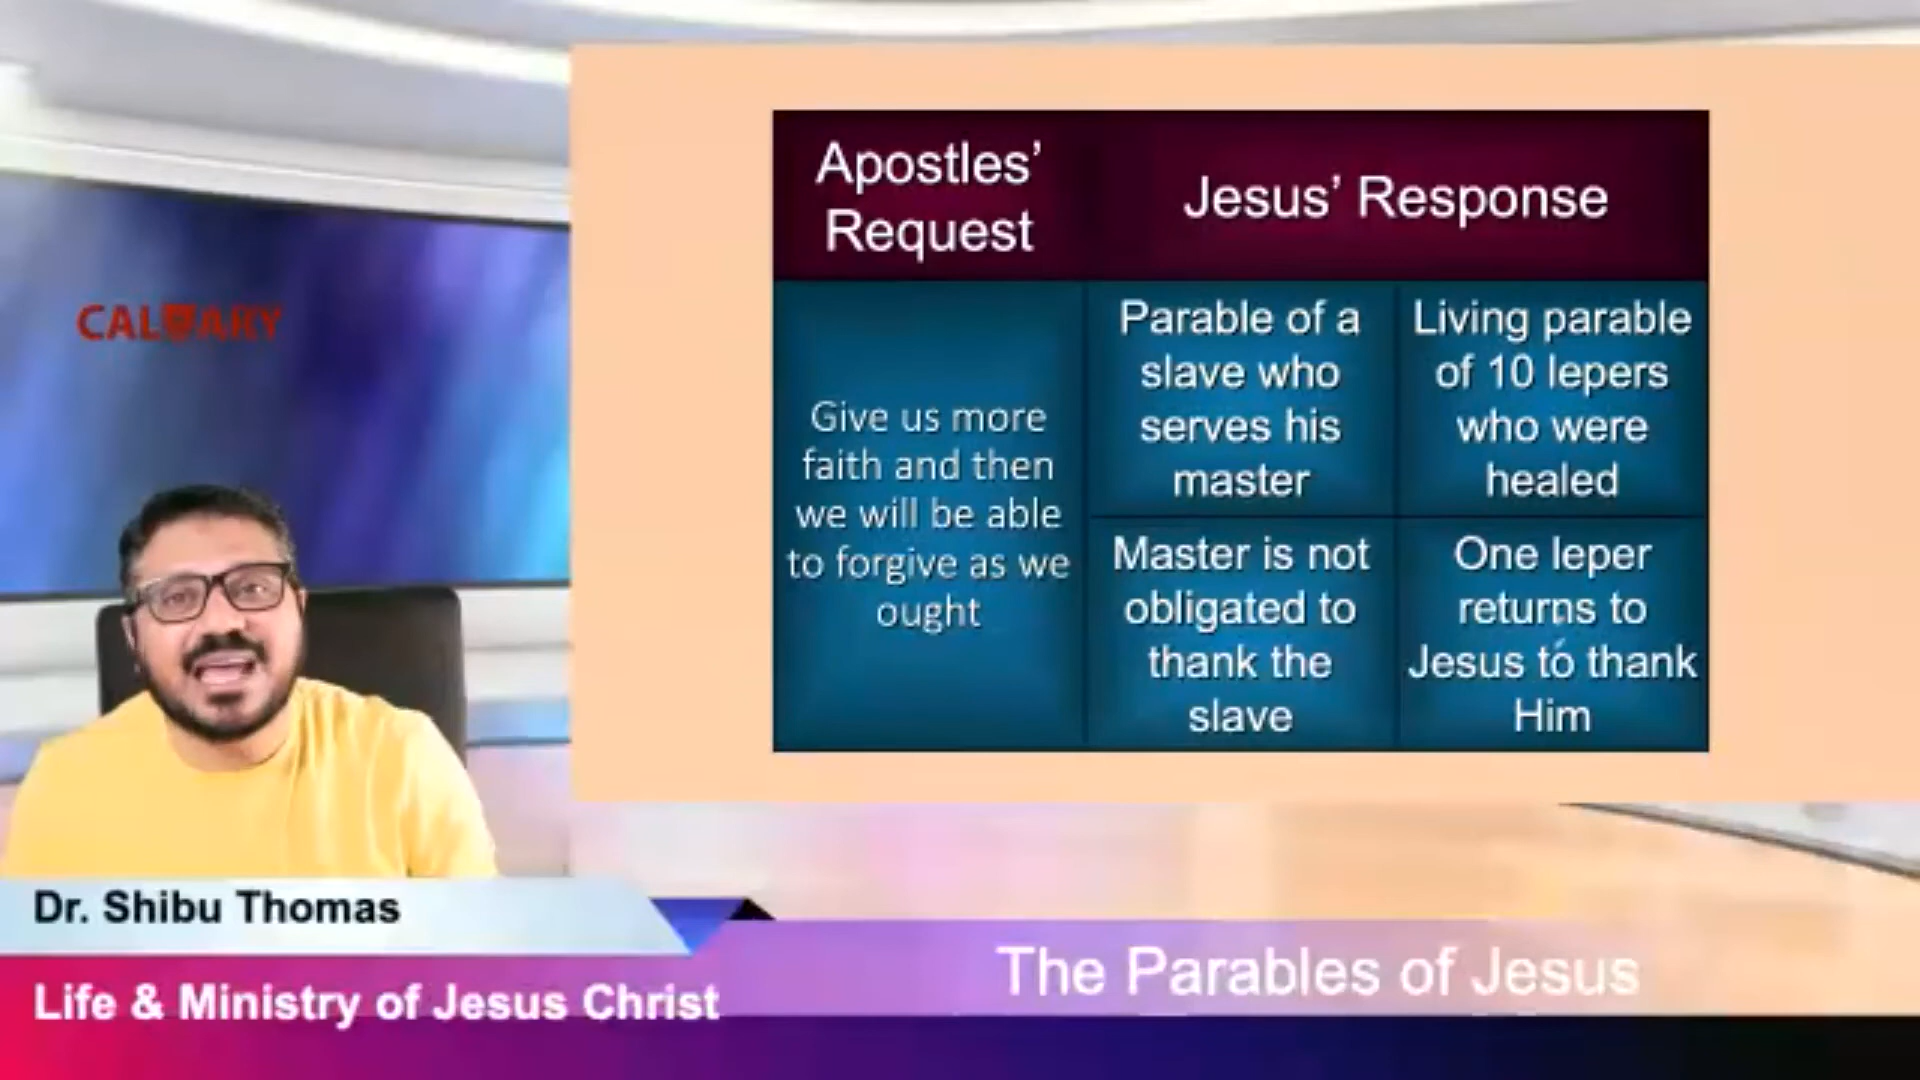 CALVARY
Apostles’
Request
Jesus’ Response
Give us more
faith and then
we will be able
to forgive as we
ought
Parable of a
slave who
serves his
master
Living parable
of 10 lepers
who were
healed
Master is not
obligated to
thank the
slave
One leper
returns to
Jesus to thank
Him
Dr. Shibu Thomas
Life & Ministry of Jesus Christ
The Parables of Jesus